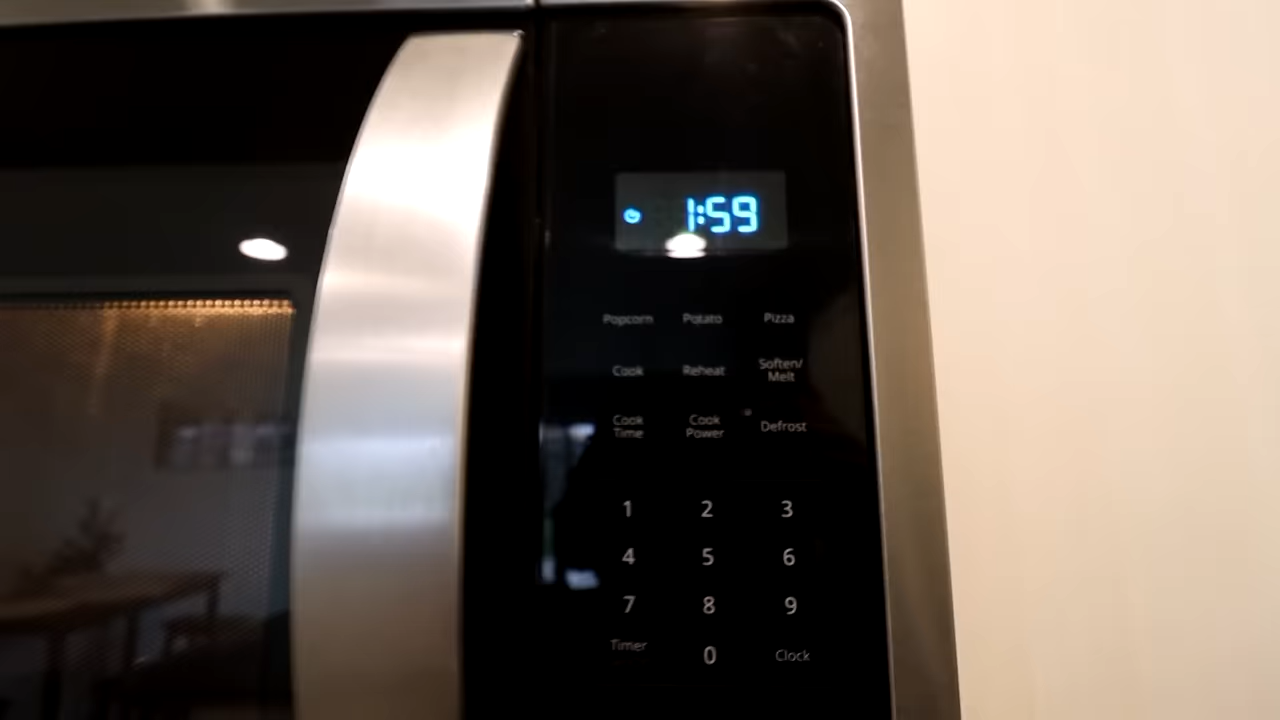 1:59
Popcorn Potato Pizza
Cook Reheat Soften/
Melt
Cook Cook Defrost
Time Power
1 2 3
4 5 6
7 8 9
Timer 0 Clock